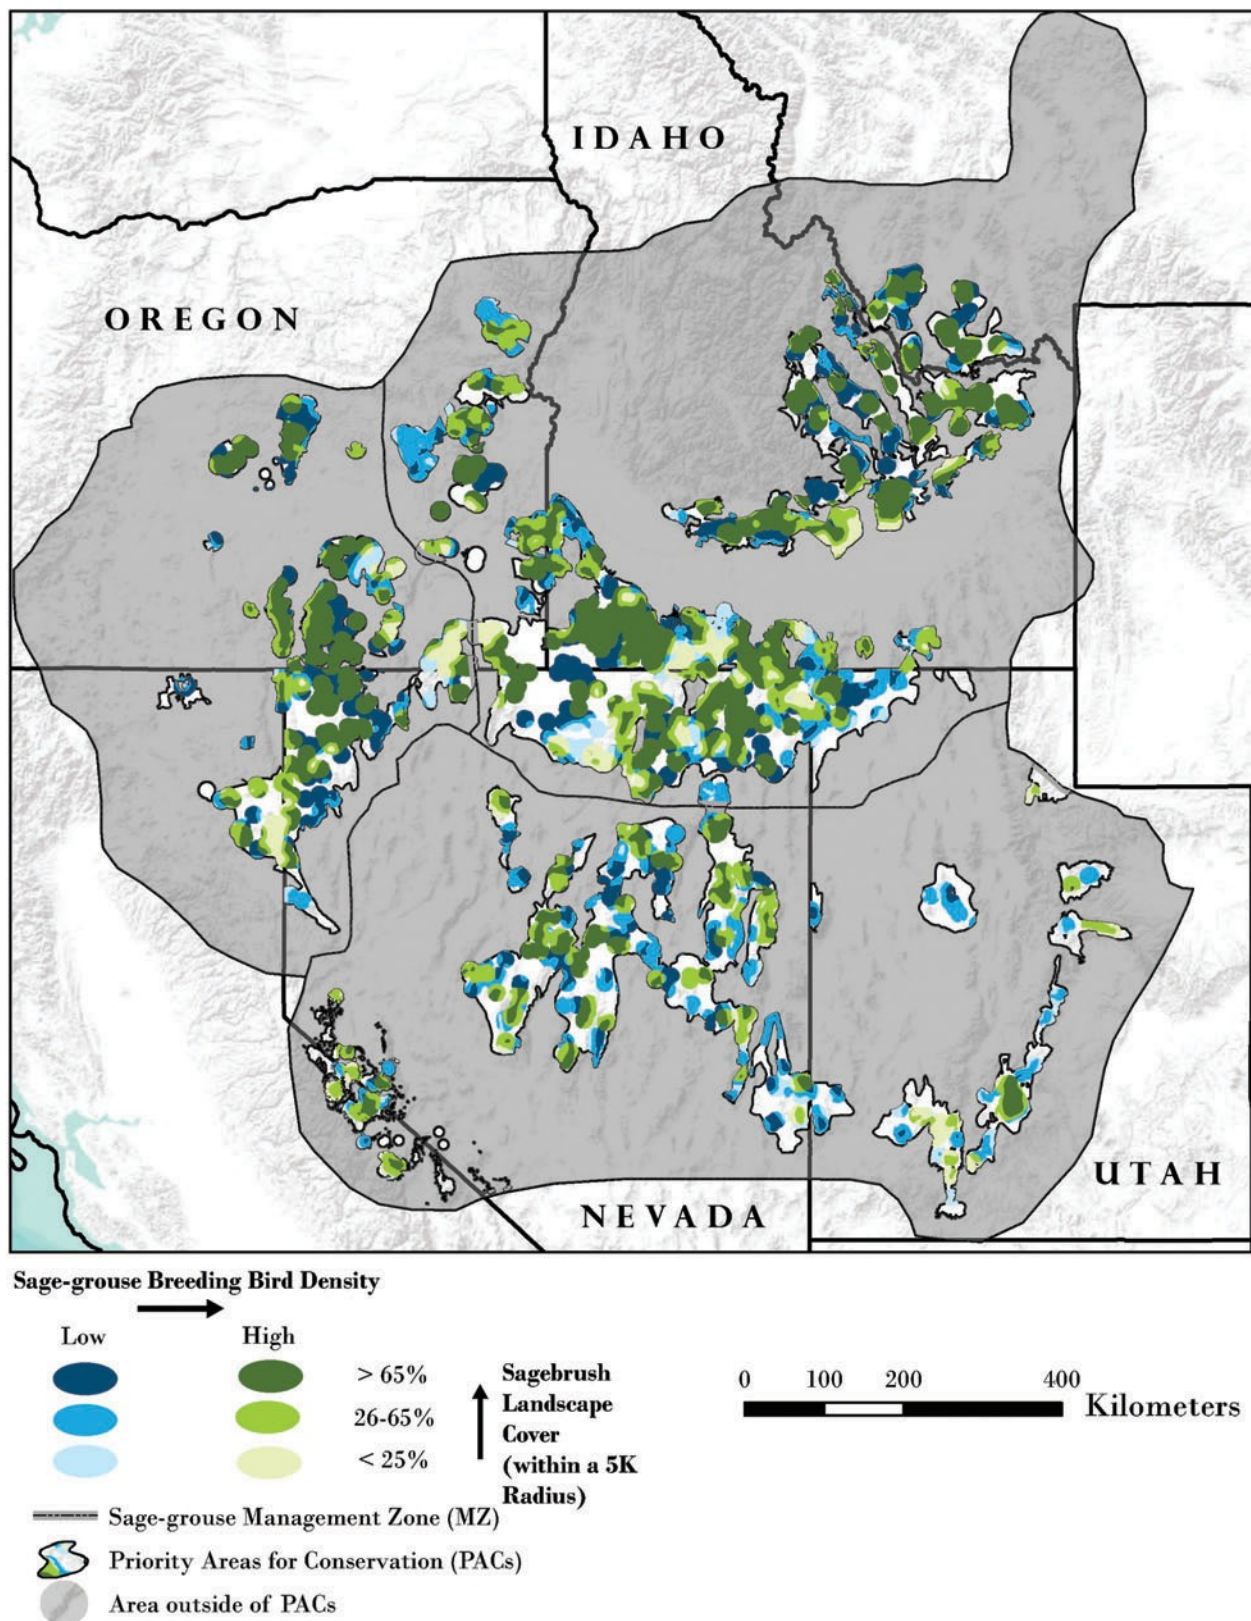 IDAHO
OREGON
UTAH
NEVADA
Sage-grouse Breeding Bird Density
Low High
> 65%
26-65%
< 25%
Sagebrush
Landscape
Cover
(within a 5K
Radius)
0 100 200 400 Kilometers
Sage-grouse Management Zone (MZ)
Priority Areas for Conservation (PACs)
Area outside of PACs